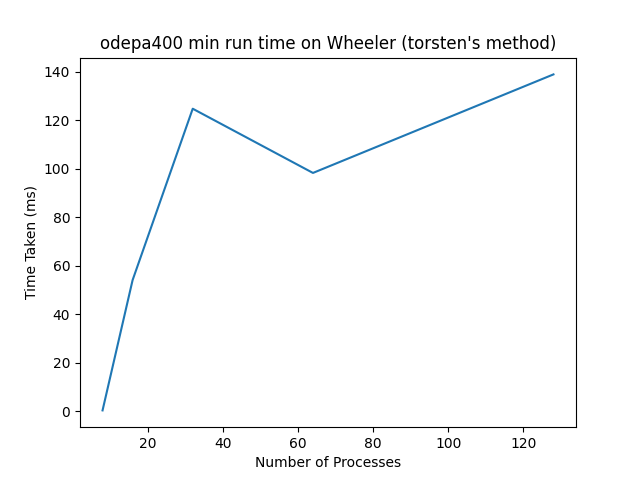 odepa400 min run time on Wheeler (torsten's method)
Time Taken (ms)
140
120
100
80
60
40
20
0
20 40 60 80 100 120
Number of Processes